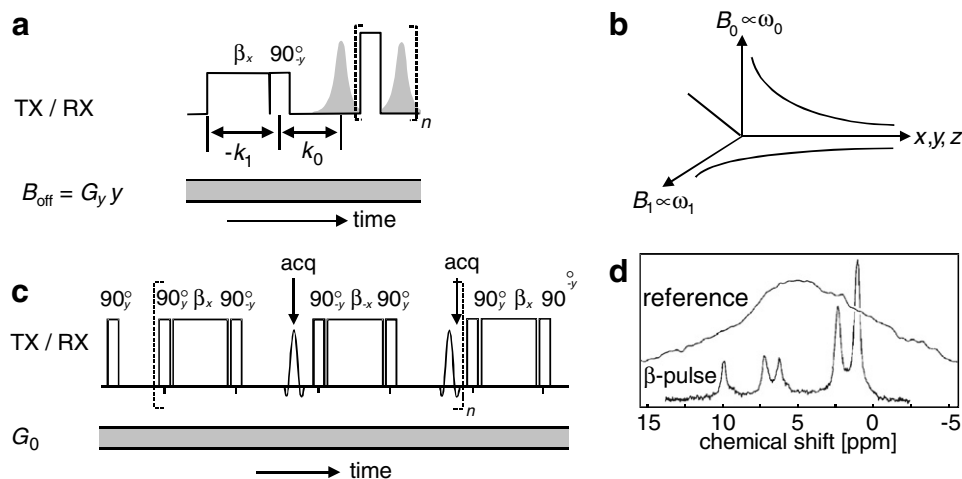 a
βx 90°-y
TX / RX
n
-k1 k0
Boff = Gy y
time
b
B0∝ω0
x,y, z
B1∝ω1
c
acq acq
90°y 90°y βx 90°-y 90°-y β-x 90°y 90°y βx 90°-y
TX / RX
n
G0
time
d
reference
β-pulse
15 10 5 0 -5
chemical shift [ppm]